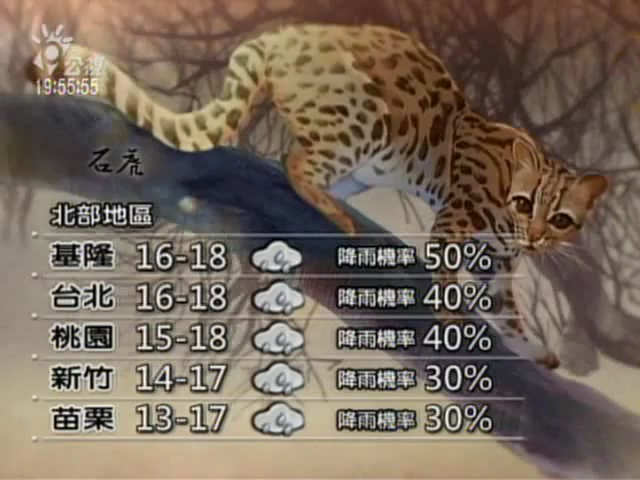 公視
19:55:55
石虎
北部地區
基隆 16-18 降雨機率 50%
台北 16-18 降雨機率 40%
桃園 15-18 降雨機率 40%
新竹 14-17 降雨機率 30%
苗栗 13-17 降雨機率 30%